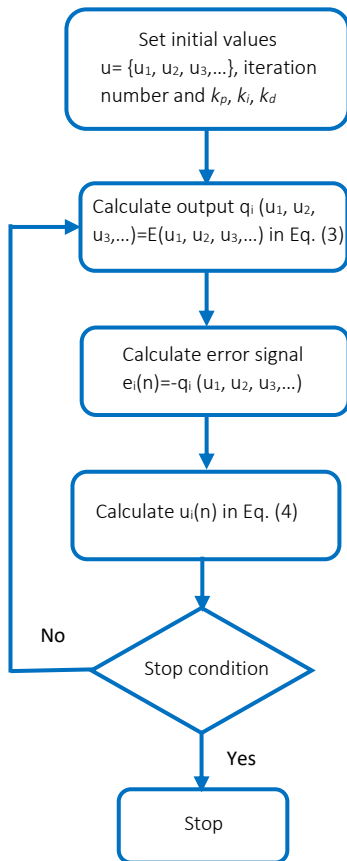 Set initial values
u= {u₁, u₂, u₃,...}, iteration
number and kₚ, kᵢ, k_d
Calculate output qᵢ (u₁, u₂,
u₃,...)=E(u₁, u₂, u₃,...) in Eq. (3)
Calculate error signal
eᵢ(n)=-qᵢ (u₁, u₂, u₃,...)
Calculate uᵢ(n) in Eq. (4)
No
Stop condition
Yes
Stop